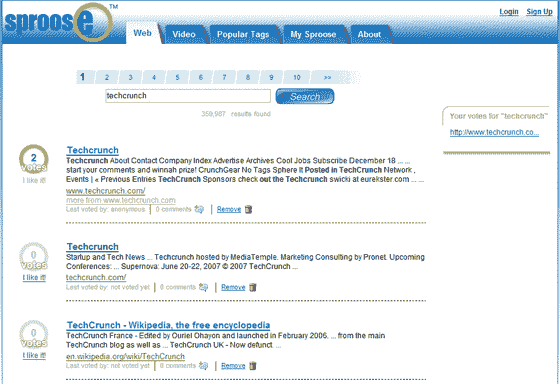 sproose TM
Login Sign Up
Web Video Popular Tags My Sproose About
1 2 3 4 5 6 7 8 9 10 >>
techcrunch Search
359,987 results found
Your votes for "techcrunch"
http://www.techcrunch.co...
2 votes
I like it!
Techcrunch
Techcrunch About Contact Company Index Advertise Archives Cool Jobs Subscribe December 18 ... ...
start your comments and winnah prize! CrunchGear No Tags Sphere It Posted in Techcrunch Network ,
Events | « Previous Entries Techcrunch Sponsors check out the Techcrunch swicki at eurekster.com ... ...
www.techcrunch.com/
more from www.techcrunch.com
Last voted by: anonymous | 0 comments | Remove
0 votes
I like it!
Techcrunch
Startup and Tech News ... Techcrunch hosted by MediaTemple. Marketing Consulting by Pronet. Upcoming
Conferences: ... Supernova: June 20-22, 2007 © 2007 TechCrunch ...
techcrunch.com/
Last voted by: not voted yet | 0 comments | Remove
0 votes
I like it!
TechCrunch - Wikipedia, the free encyclopedia
TechCrunch France - Edited by Ouriel Ohayon and launched in February 2006. ... from the main
TechCrunch blog as well as ... TechCrunch UK - Now defunct ...
en.wikipedia.org/wiki/TechCrunch
Last voted by: not voted yet | 0 comments | Remove